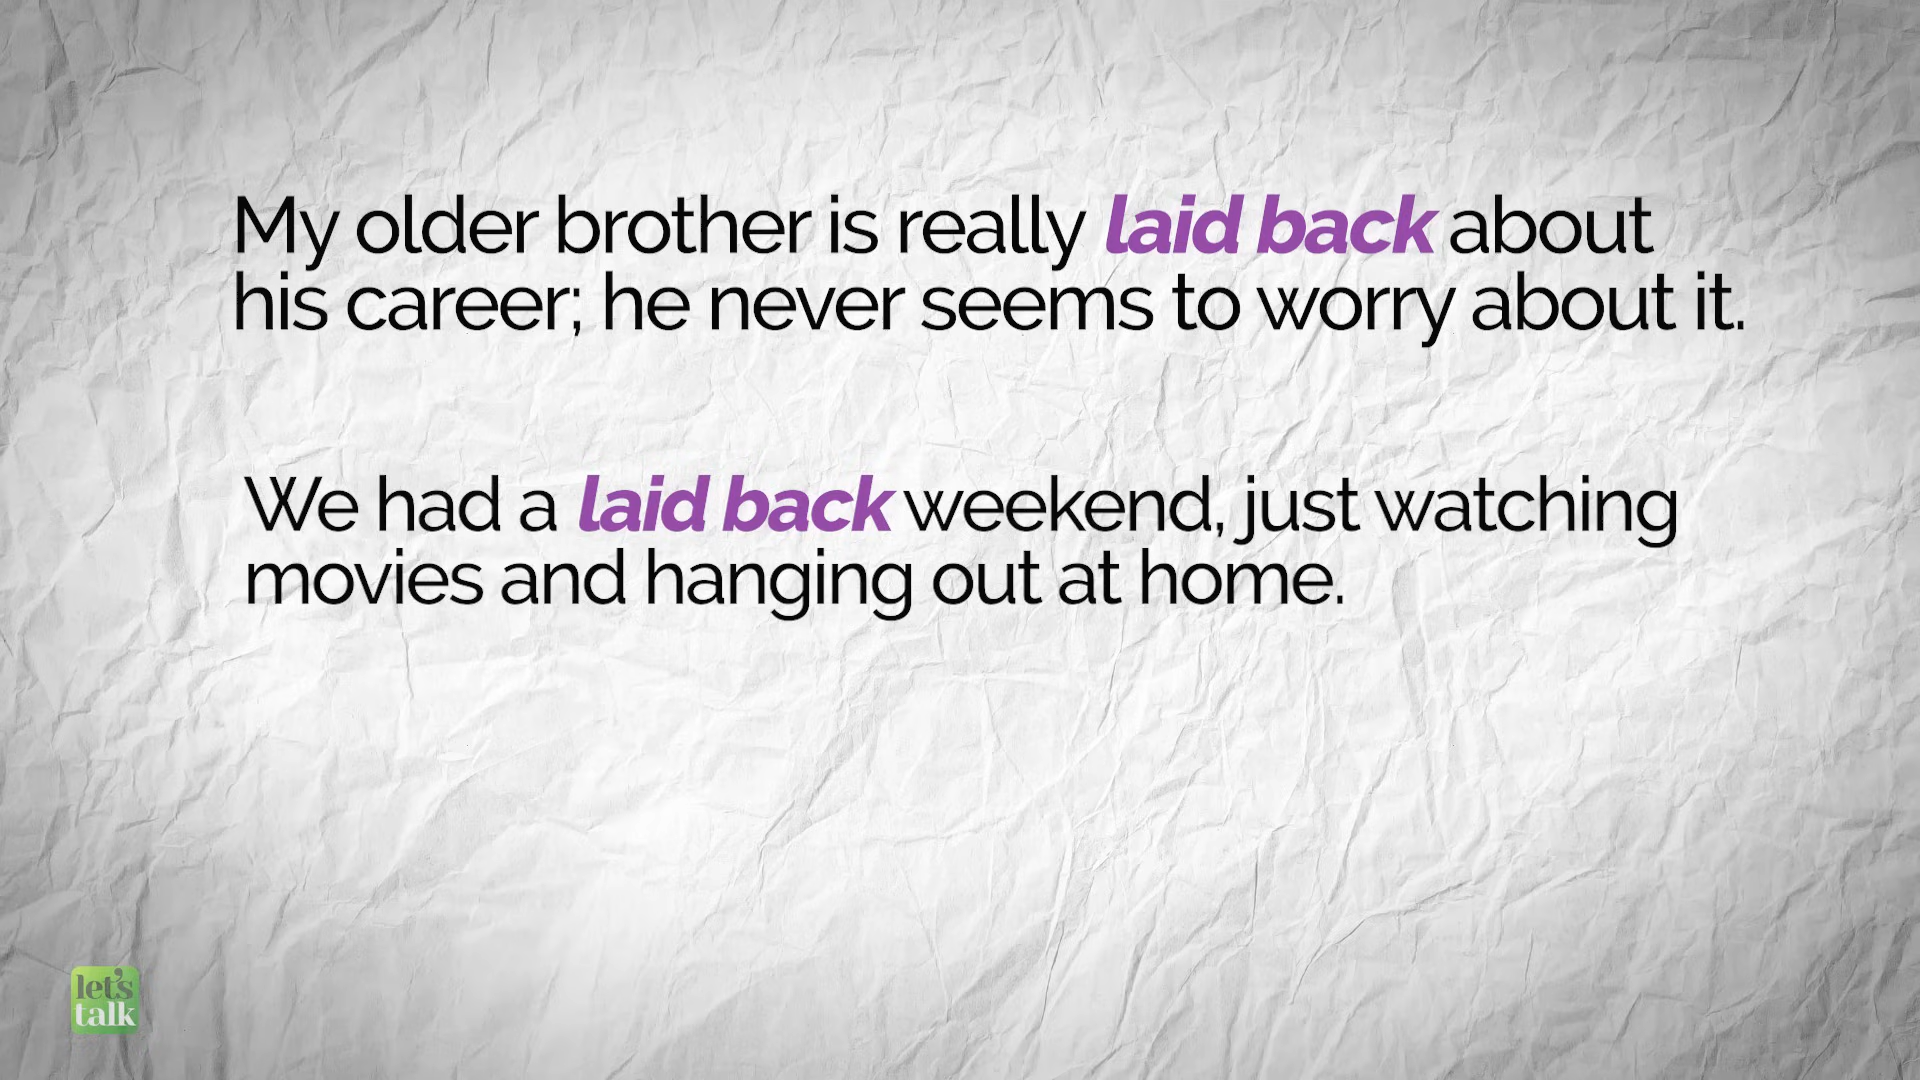 My older brother is really laid back about
his career; he never seems to worry about it.
We had a laid back weekend, just watching
movies and hanging out at home.
let's
talk